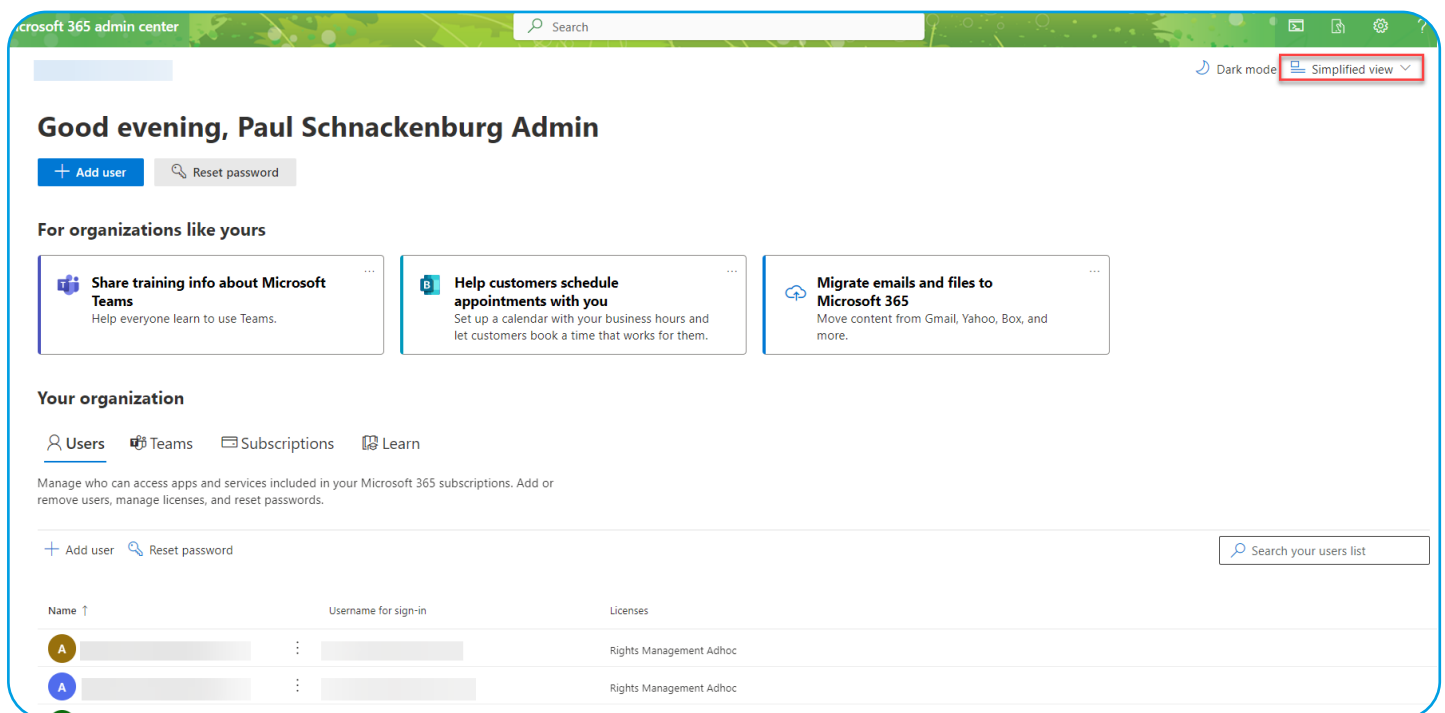 crosoft 365 admin center
Search
?
Dark mode
Simplified view
Good evening, Paul Schnackenburg Admin
Add user
Reset password
For organizations like yours
Share training info about Microsoft
Teams
Help everyone learn to use Teams.
Help customers schedule
appointments with you
Set up a calendar with your business hours and
let customers book a time that works for them.
Migrate emails and files to
Microsoft 365
Move content from Gmail, Yahoo, Box, and
more.
Your organization
Users
Teams
Subscriptions
Learn
Manage who can access apps and services included in your Microsoft 365 subscriptions. Add or
remove users, manage licenses, and reset passwords.
Add user
Reset password
Search your users list
Name ↑
Username for sign-in
Licenses
A
Rights Management Adhoc
A
Rights Management Adhoc